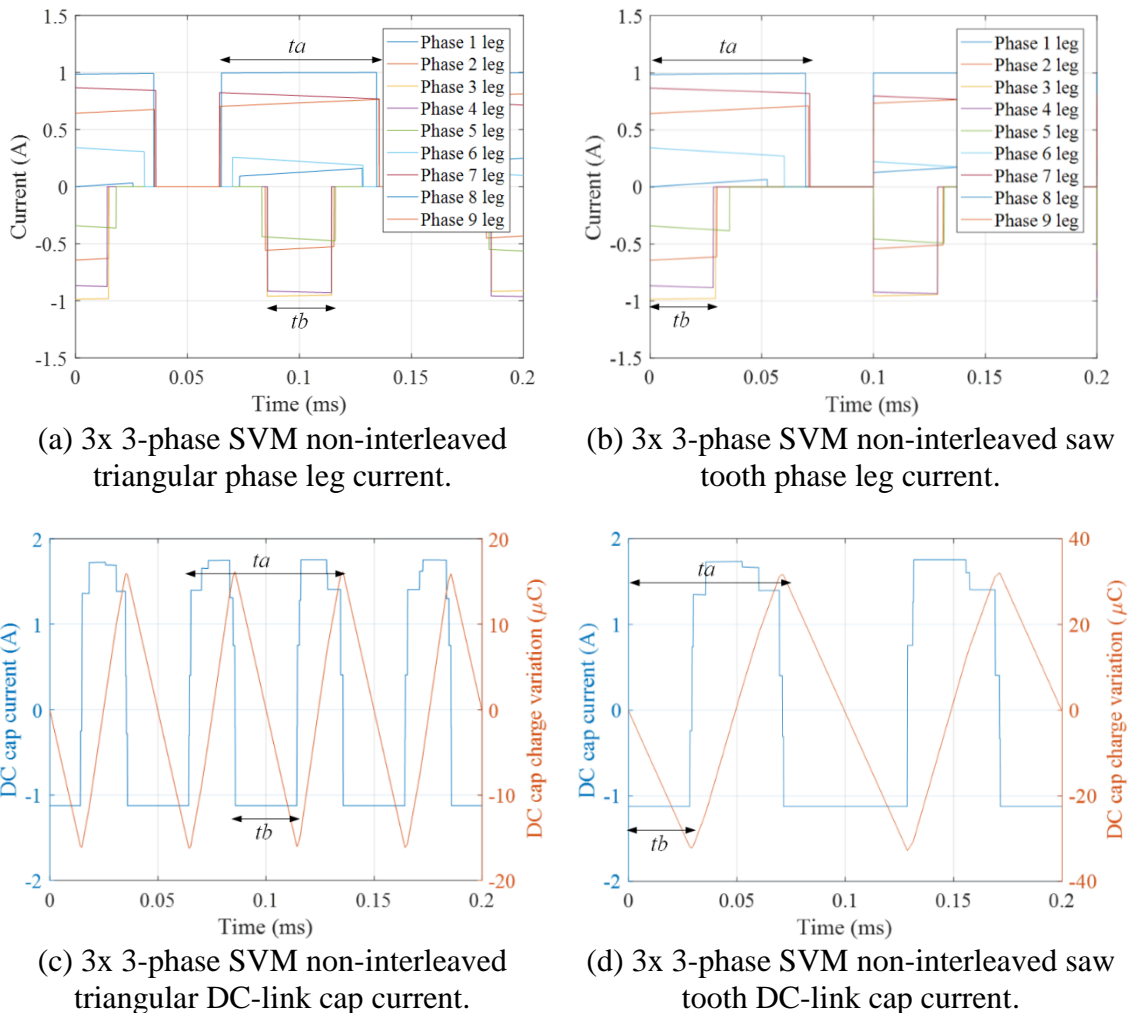 1.5
1
0.5
0
-0.5
-1
-1.5
Current (A)
ta
tb
Phase 1 leg
Phase 2 leg
Phase 3 leg
Phase 4 leg
Phase 5 leg
Phase 6 leg
Phase 7 leg
Phase 8 leg
Phase 9 leg
0 0.05 0.1 0.15 0.2
Time (ms)
(a) 3x 3-phase SVM non-interleaved
triangular phase leg current.
1.5
1
0.5
0
-0.5
-1
-1.5
Current (A)
ta
tb
Phase 1 leg
Phase 2 leg
Phase 3 leg
Phase 4 leg
Phase 5 leg
Phase 6 leg
Phase 7 leg
Phase 8 leg
Phase 9 leg
0 0.05 0.1 0.15 0.2
Time (ms)
(b) 3x 3-phase SVM non-interleaved saw
tooth phase leg current.
2
1
0
-1
-2
DC cap current (A)
ta
tb
20
10
0
-10
-20
DC cap charge variation (μC)
0 0.05 0.1 0.15 0.2
Time (ms)
(c) 3x 3-phase SVM non-interleaved
triangular DC-link cap current.
2
1
0
-1
-2
DC cap current (A)
ta
tb
40
20
0
-20
-40
DC cap charge variation (μC)
0 0.05 0.1 0.15 0.2
Time (ms)
(d) 3x 3-phase SVM non-interleaved saw
tooth DC-link cap current.